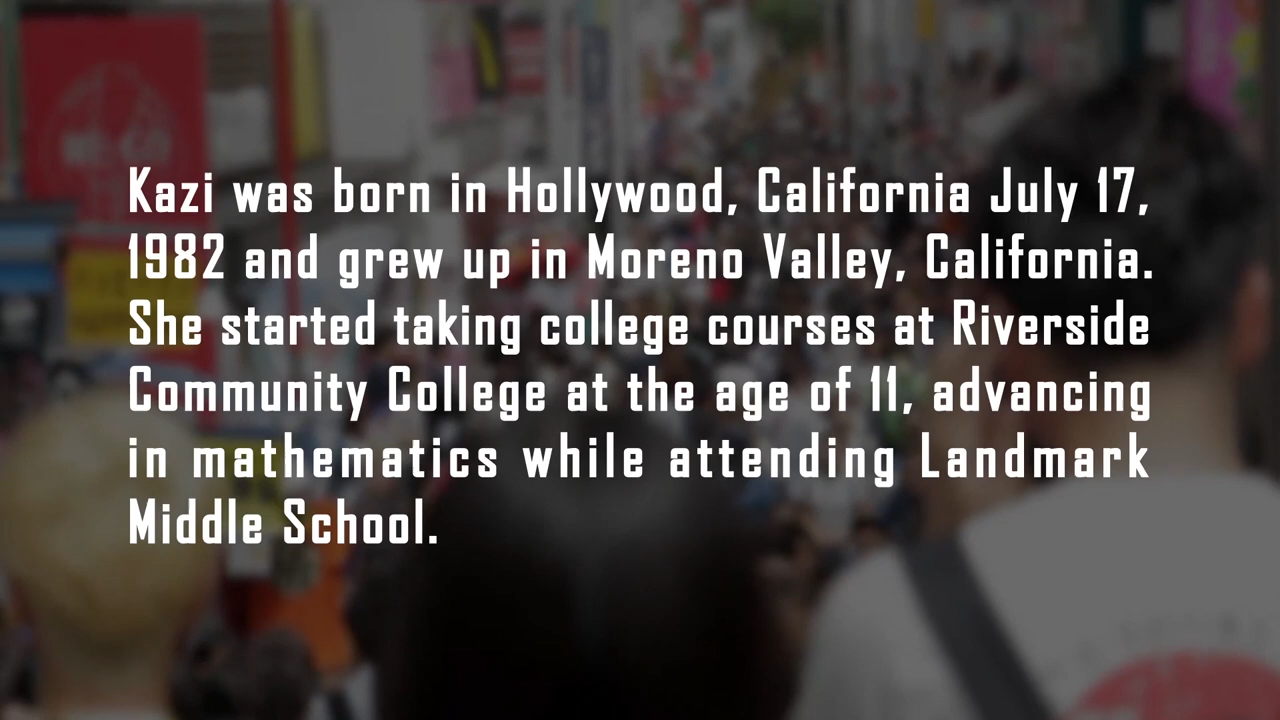 Kazi was born in Hollywood, California July 17,
1982 and grew up in Moreno Valley, California.
She started taking college courses at Riverside
Community College at the age of 11, advancing
in mathematics while attending Landmark
Middle School.